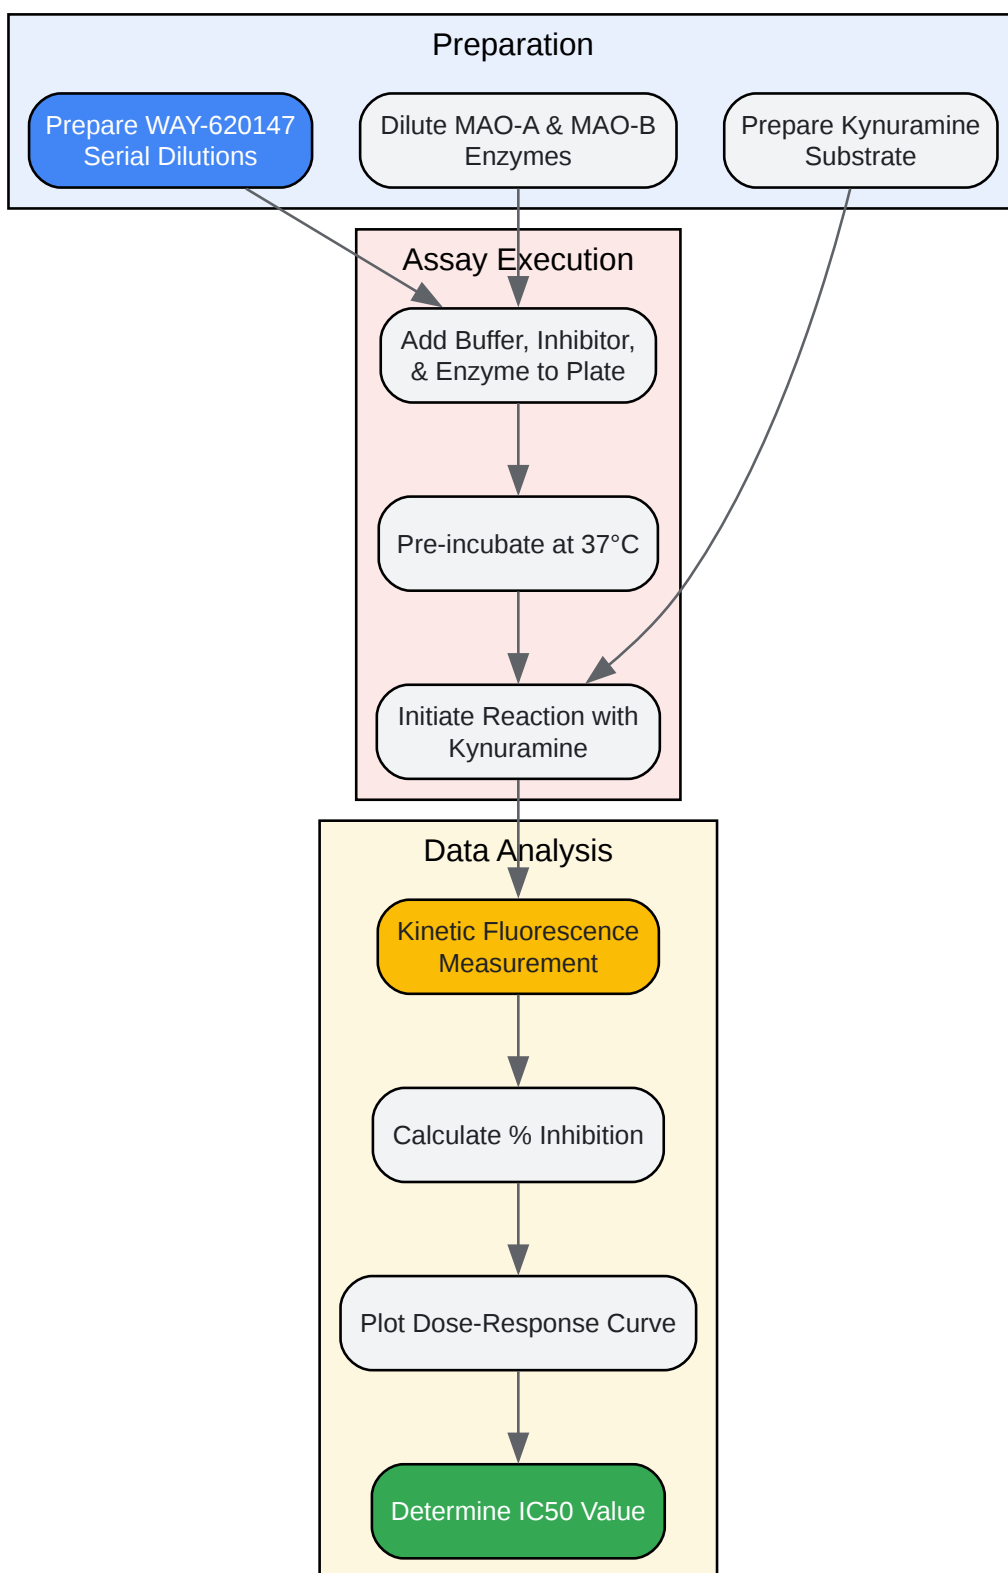 Preparation
Prepare WAY-620147
Serial Dilutions
Dilute MAO-A & MAO-B
Enzymes
Prepare Kynuramine
Substrate
Assay Execution
Add Buffer, Inhibitor,
& Enzyme to Plate
Pre-incubate at 37°C
Initiate Reaction with
Kynuramine
Data Analysis
Kinetic Fluorescence
Measurement
Calculate % Inhibition
Plot Dose-Response Curve
Determine IC50 Value